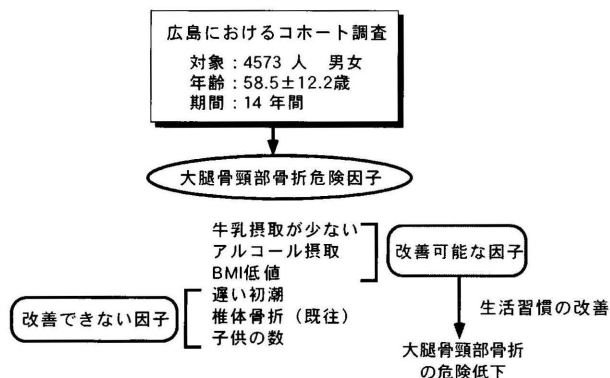 広島におけるコホート調査
対象：4573 人　男女
年齢：58.5±12.2歳
期間：14 年間
大腿骨頸部骨折危険因子
牛乳摂取が少ない
アルコール摂取
BMI低値
改善可能な因子
遅い初潮
椎体骨折（既往）
子供の数
改善できない因子
生活習慣の改善
大腿骨頸部骨折
の危険低下